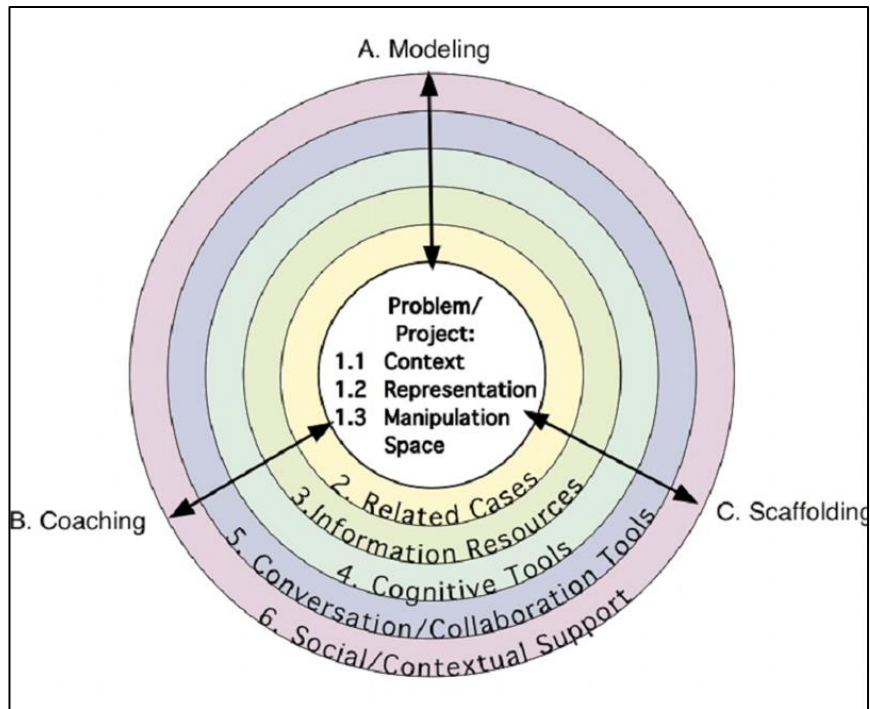 A. Modeling
Problem/
Project:
1.1 Context
1.2 Representation
1.3 Manipulation
Space
2. Related Cases
3.Information Resources
4. Cognitive Tools
5. Conversation/Collaboration Tools
6. Social/Contextual Support
B. Coaching
C. Scaffolding